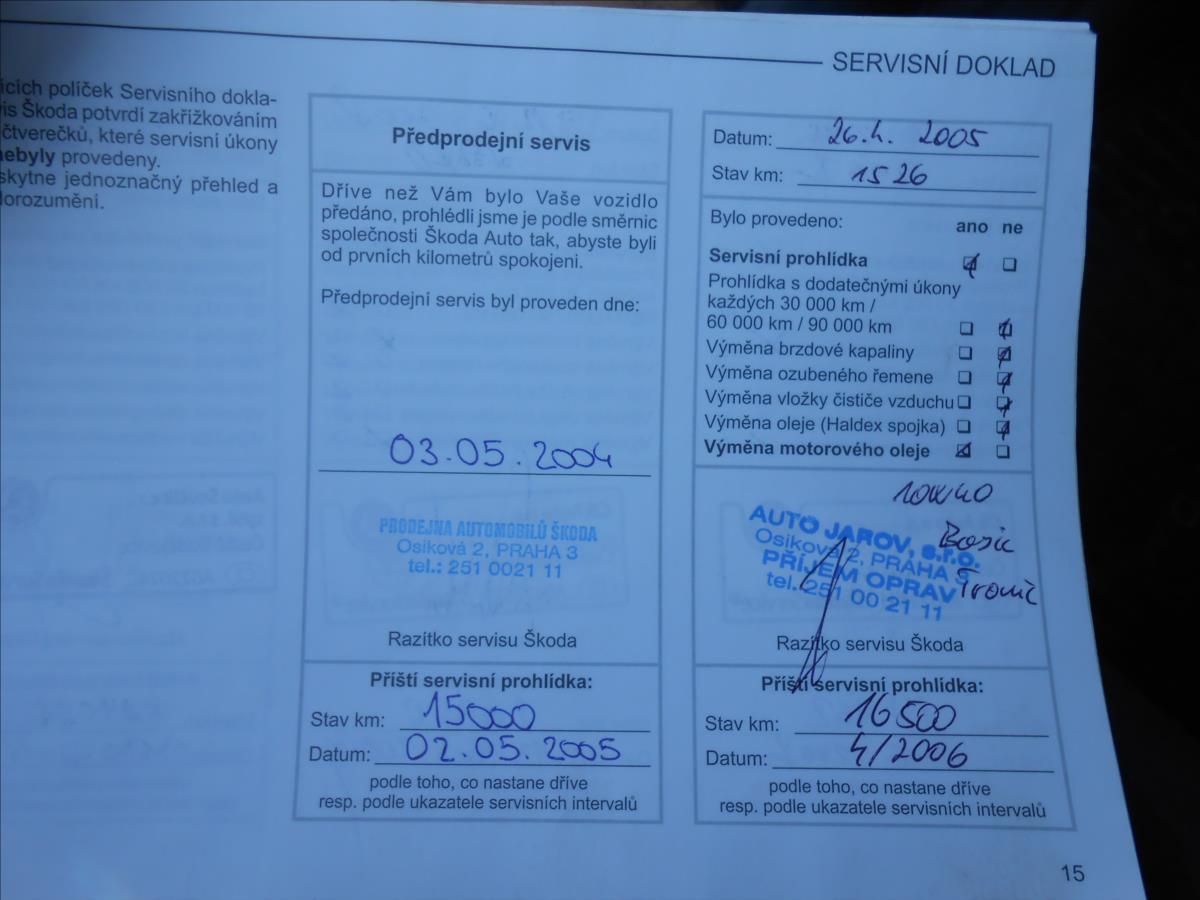 SERVISNÍ DOKLAD
ících políček Servisního dokla-
is Škoda potvrdí zakřížkováním
čtverečků, které servisní úkony
nebyly provedeny.
skytne jednoznačný přehled a
dorozumění.
Předprodejní servis
Dříve než Vám bylo Vaše vozidlo
předáno, prohlédli jsme je podle směrnic
společnosti Škoda Auto tak, abyste byli
od prvních kilometrů spokojeni.
Předprodejní servis byl proveden dne:
03.05.2004
PRODEJNA AUTOMOBILŮ ŠKODA
Osiková 2, PRAHA 3
tel.: 251 0021 11
Razítko servisu Škoda
Příští servisní prohlídka:
Stav km: 15000
Datum: 02.05.2005
podle toho, co nastane dříve
resp. podle ukazatele servisních intervalů
Datum: 26.4. 2005
Stav km: 1526
Bylo provedeno: ano ne
Servisní prohlídka
Prohlídka s dodatečnými úkony
každých 30 000 km /
60 000 km / 90 000 km
Výměna brzdové kapaliny
Výměna ozubeného řemene
Výměna vložky čističe vzduchu
Výměna oleje (Haldex spojka)
Výměna motorového oleje
10W40
AUTO JAROV, s.r.o.
Osiková 2, PRAHA 3
PŘÍJEM OPRAV
tel. 251 00 21 11
Tronic
Razítko servisu Škoda
Příští servisní prohlídka:
Stav km: 16500
Datum: 4/2006
podle toho, co nastane dříve
resp. podle ukazatele servisních intervalů
15